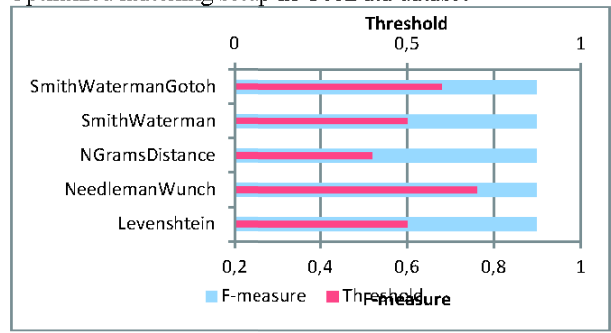 Threshold
0 0,5 1
SmithWatermanGotoh
SmithWaterman
NGramsDistance
NeedlemanWunch
Levenshtein
0,2 0,4 0,6 0,8 1
F-measure Threshold
F-measure